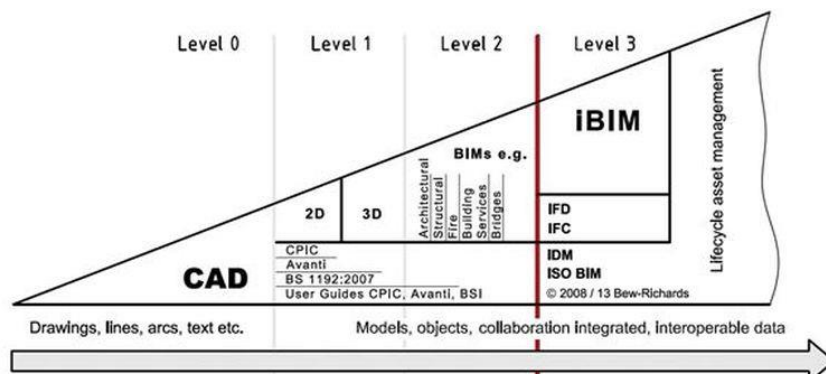 Level 0
Level 1
Level 2
Level 3
iBIM
BIMs e.g.
Architectural
Structural
Fire
Building
Services
Bridges
2D
3D
IFD
IFC
CAD
CPIC
Avanti
BS 1192:2007
User Guides CPIC, Avanti, BSI
IDM
ISO BIM
© 2008 / 13 Bew-Richards
Lifecycle asset management
Drawings, lines, arcs, text etc.
Models, objects, collaboration integrated, interoperable data